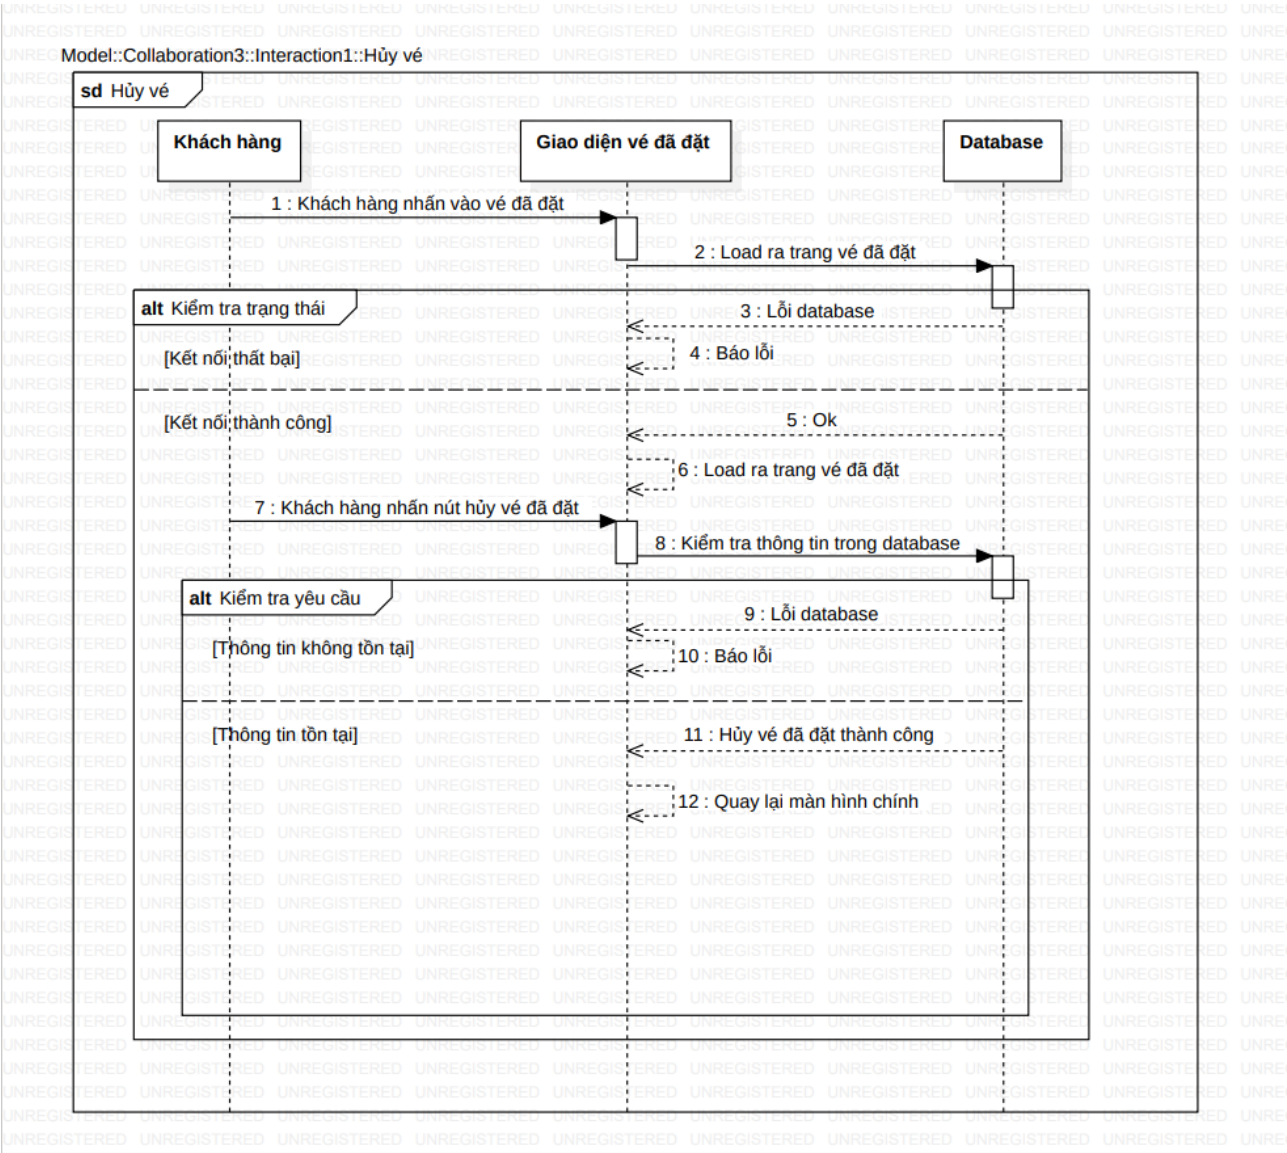 Model::Collaboration3::Interaction1::Hủy vé
sd Hủy vé
Khách hàng
Giao diện vé đã đặt
Database
1 : Khách hàng nhấn vào vé đã đặt
2 : Load ra trang vé đã đặt
alt Kiểm tra trạng thái
3 : Lỗi database
[Kết nối thất bại]
4 : Báo lỗi
[Kết nối thành công]
5 : Ok
6 : Load ra trang vé đã đặt
7 : Khách hàng nhấn nút hủy vé đã đặt
8 : Kiểm tra thông tin trong database
alt Kiểm tra yêu cầu
9 : Lỗi database
[Thông tin không tồn tại]
10 : Báo lỗi
[Thông tin tồn tại]
11 : Hủy vé đã đặt thành công
12 : Quay lại màn hình chính
UNREGISTERED